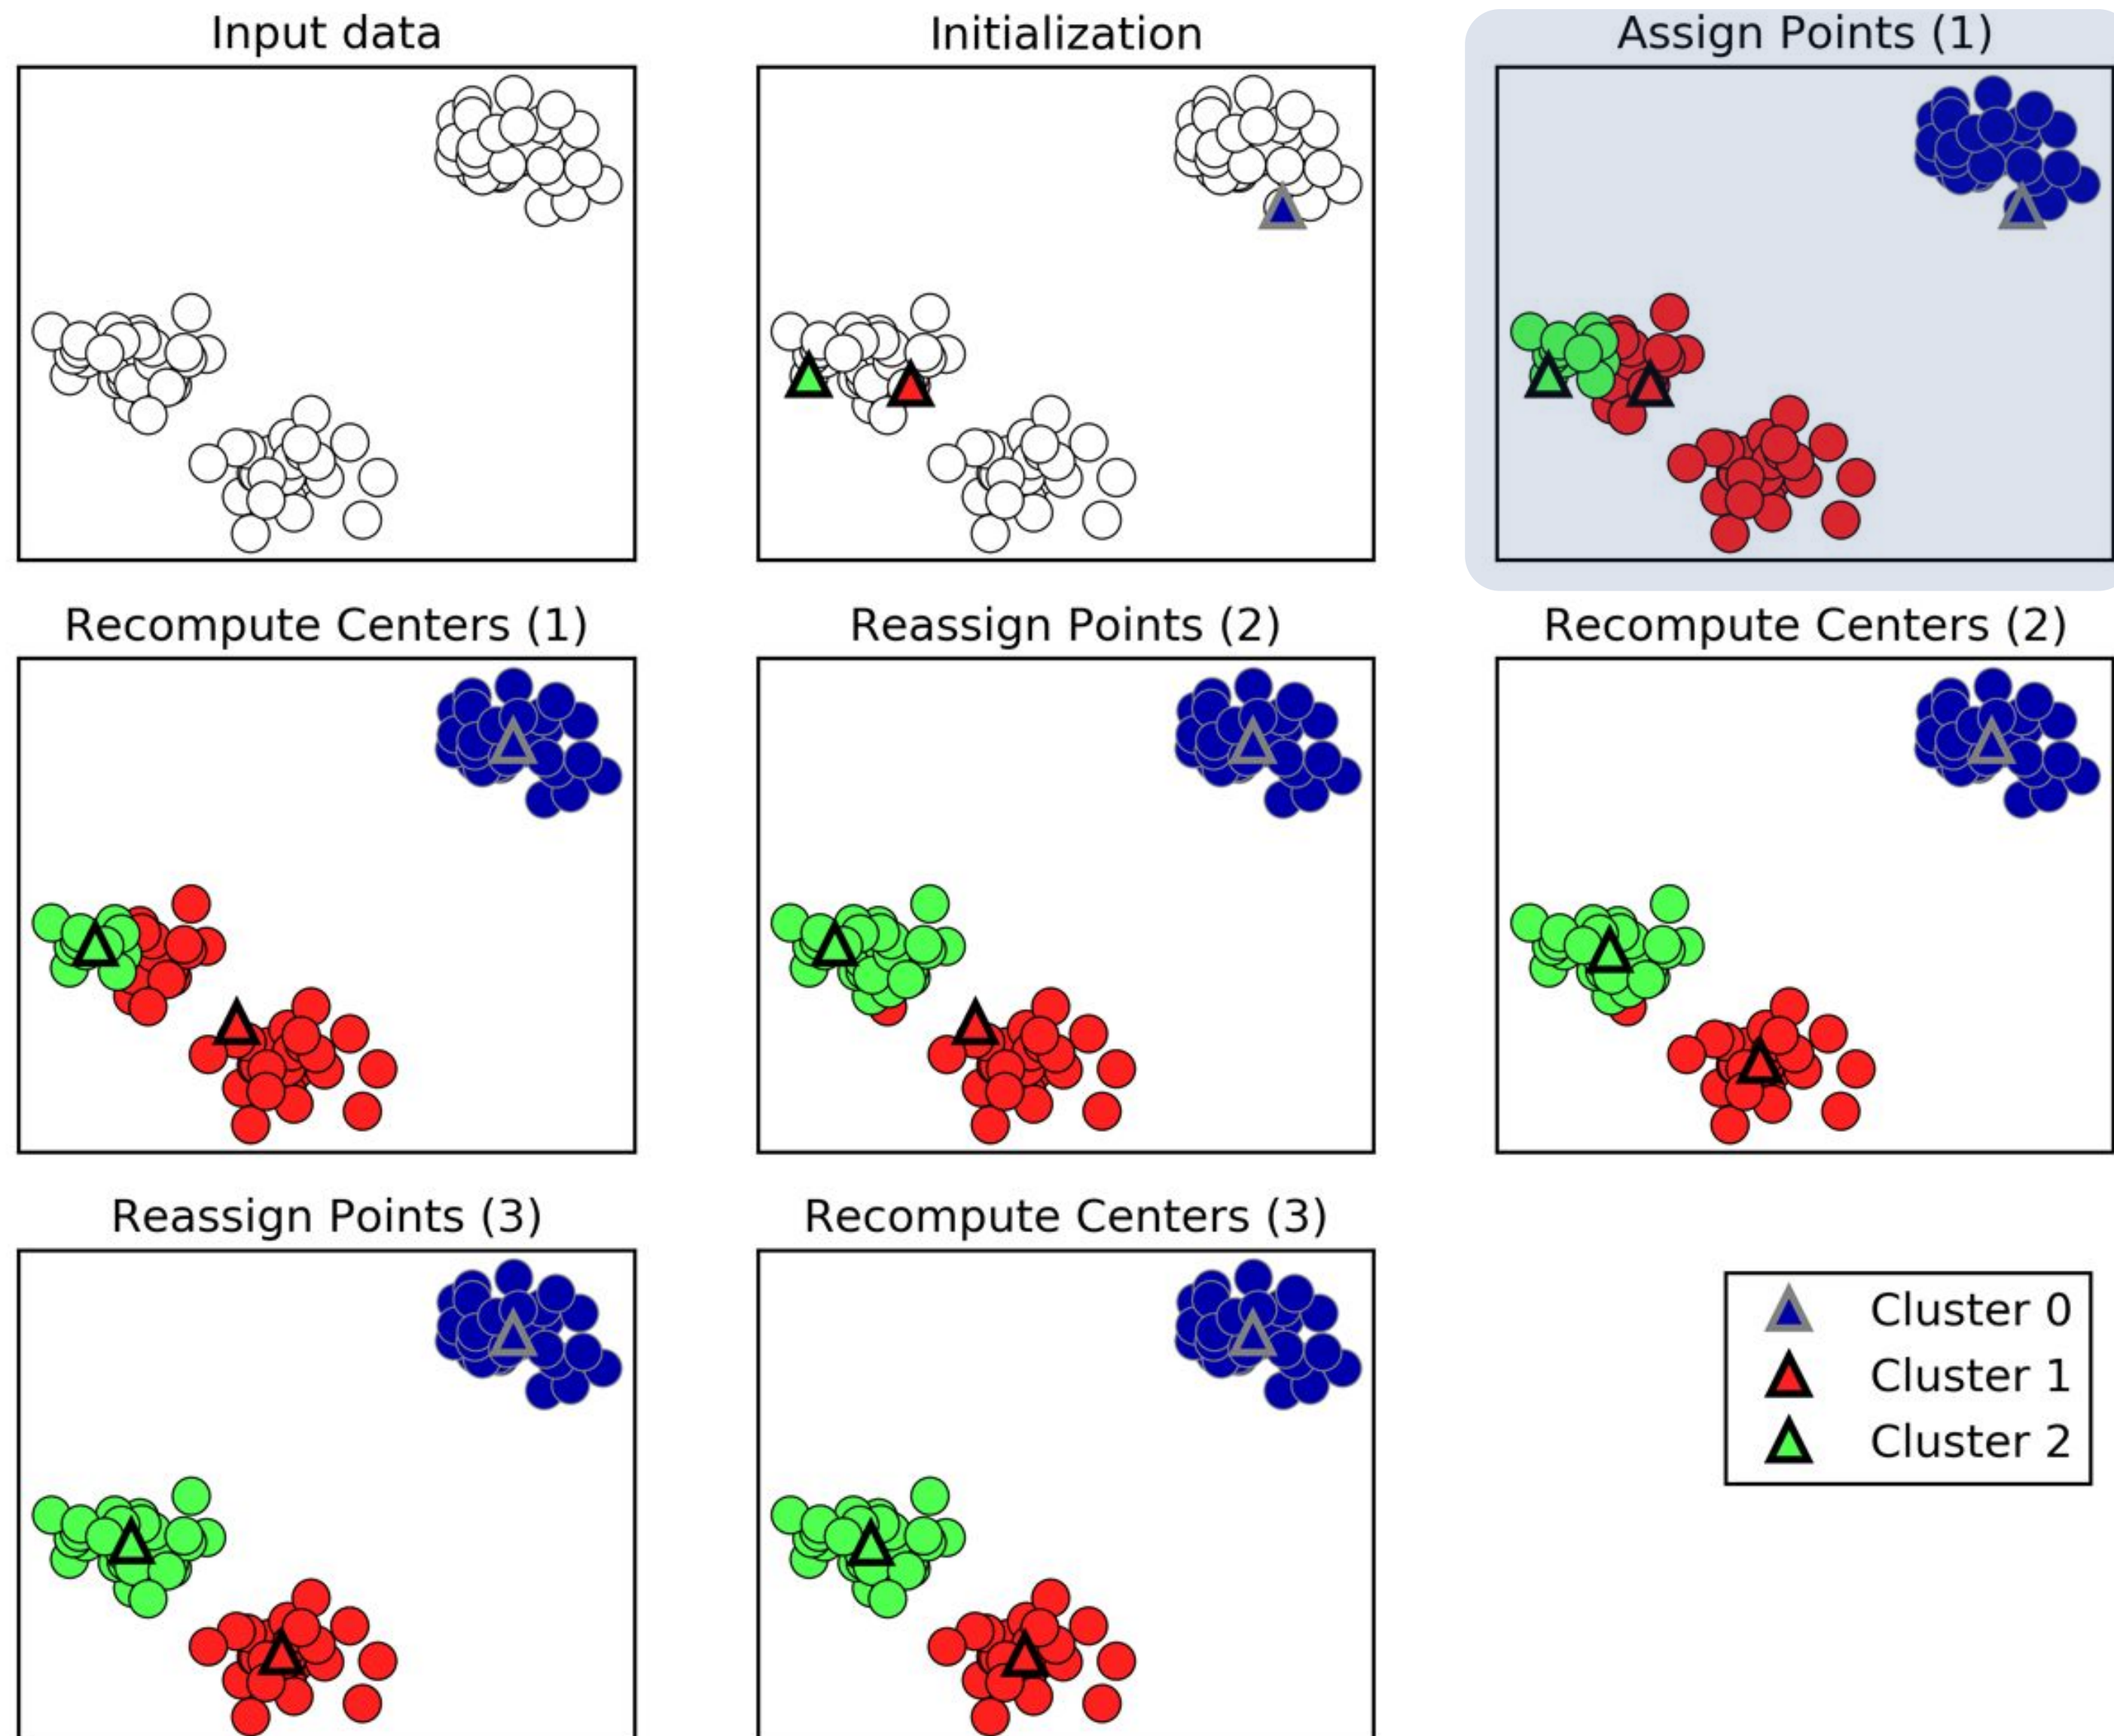 Input data
Initialization
Assign Points (1)
Recompute Centers (1)
Reassign Points (2)
Recompute Centers (2)
Reassign Points (3)
Recompute Centers (3)
Cluster 0
Cluster 1
Cluster 2